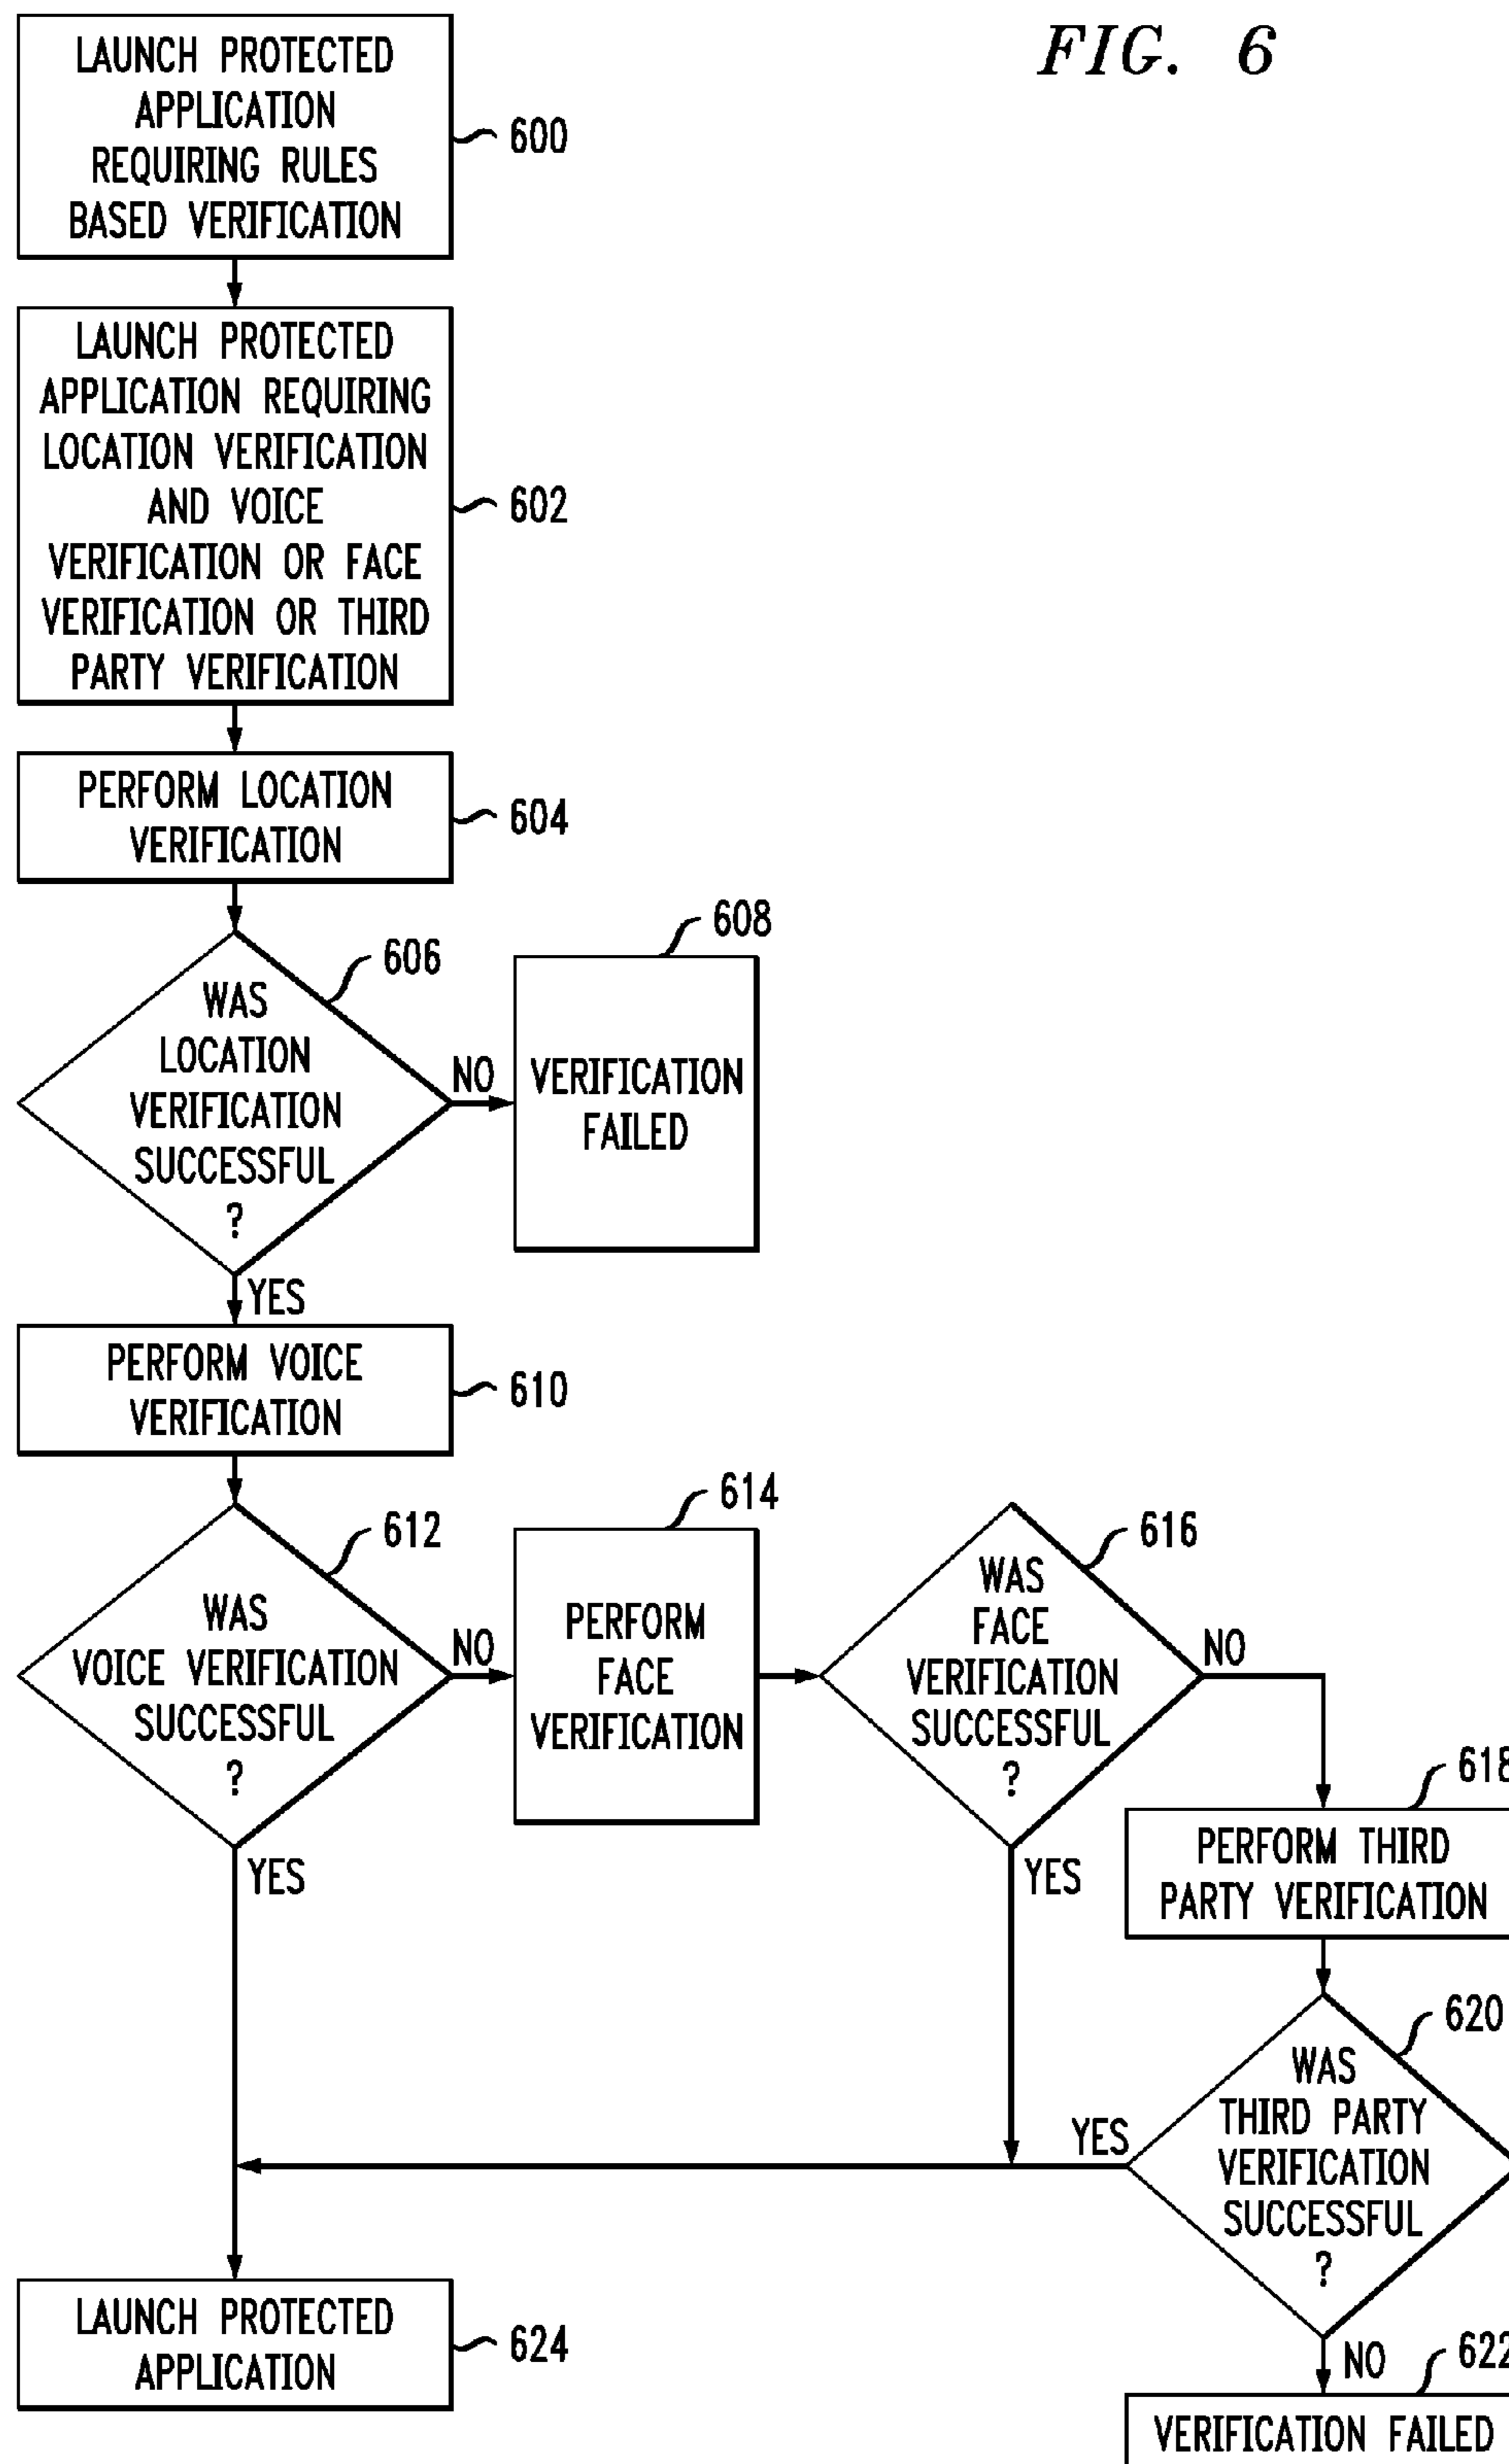 FIG. 6
LAUNCH PROTECTED
APPLICATION
REQUIRING RULES
BASED VERIFICATION
600
LAUNCH PROTECTED
APPLICATION REQUIRING
LOCATION VERIFICATION
AND VOICE
VERIFICATION OR FACE
VERIFICATION OR THIRD
PARTY VERIFICATION
602
PERFORM LOCATION
VERIFICATION
604
606
WAS
LOCATION
VERIFICATION
SUCCESSFUL
?
NO
608
VERIFICATION
FAILED
YES
PERFORM VOICE
VERIFICATION
610
612
WAS
VOICE VERIFICATION
SUCCESSFUL
?
NO
614
PERFORM
FACE
VERIFICATION
616
WAS
FACE
VERIFICATION
SUCCESSFUL
?
NO
618
PERFORM THIRD
PARTY VERIFICATION
YES
YES
620
WAS
THIRD PARTY
VERIFICATION
SUCCESSFUL
?
YES
NO
622
VERIFICATION FAILED
LAUNCH PROTECTED
APPLICATION
624